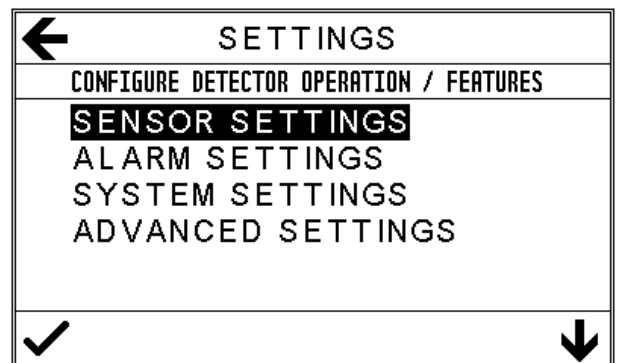 SETTINGS
CONFIGURE DETECTOR OPERATION / FEATURES
SENSOR SETTINGS
ALARM SETTINGS
SYSTEM SETTINGS
ADVANCED SETTINGS